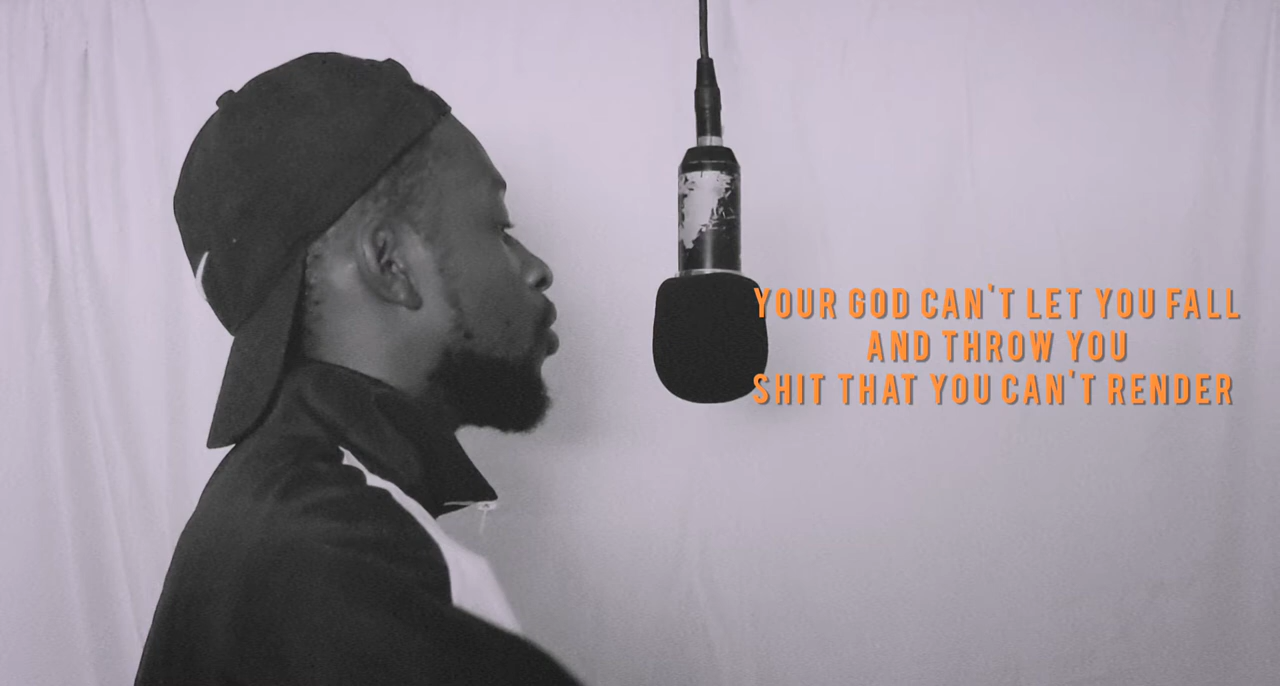 YOUR GOD CAN'T LET YOU FALL
AND THROW YOU
SHIT THAT YOU CAN'T RENDER